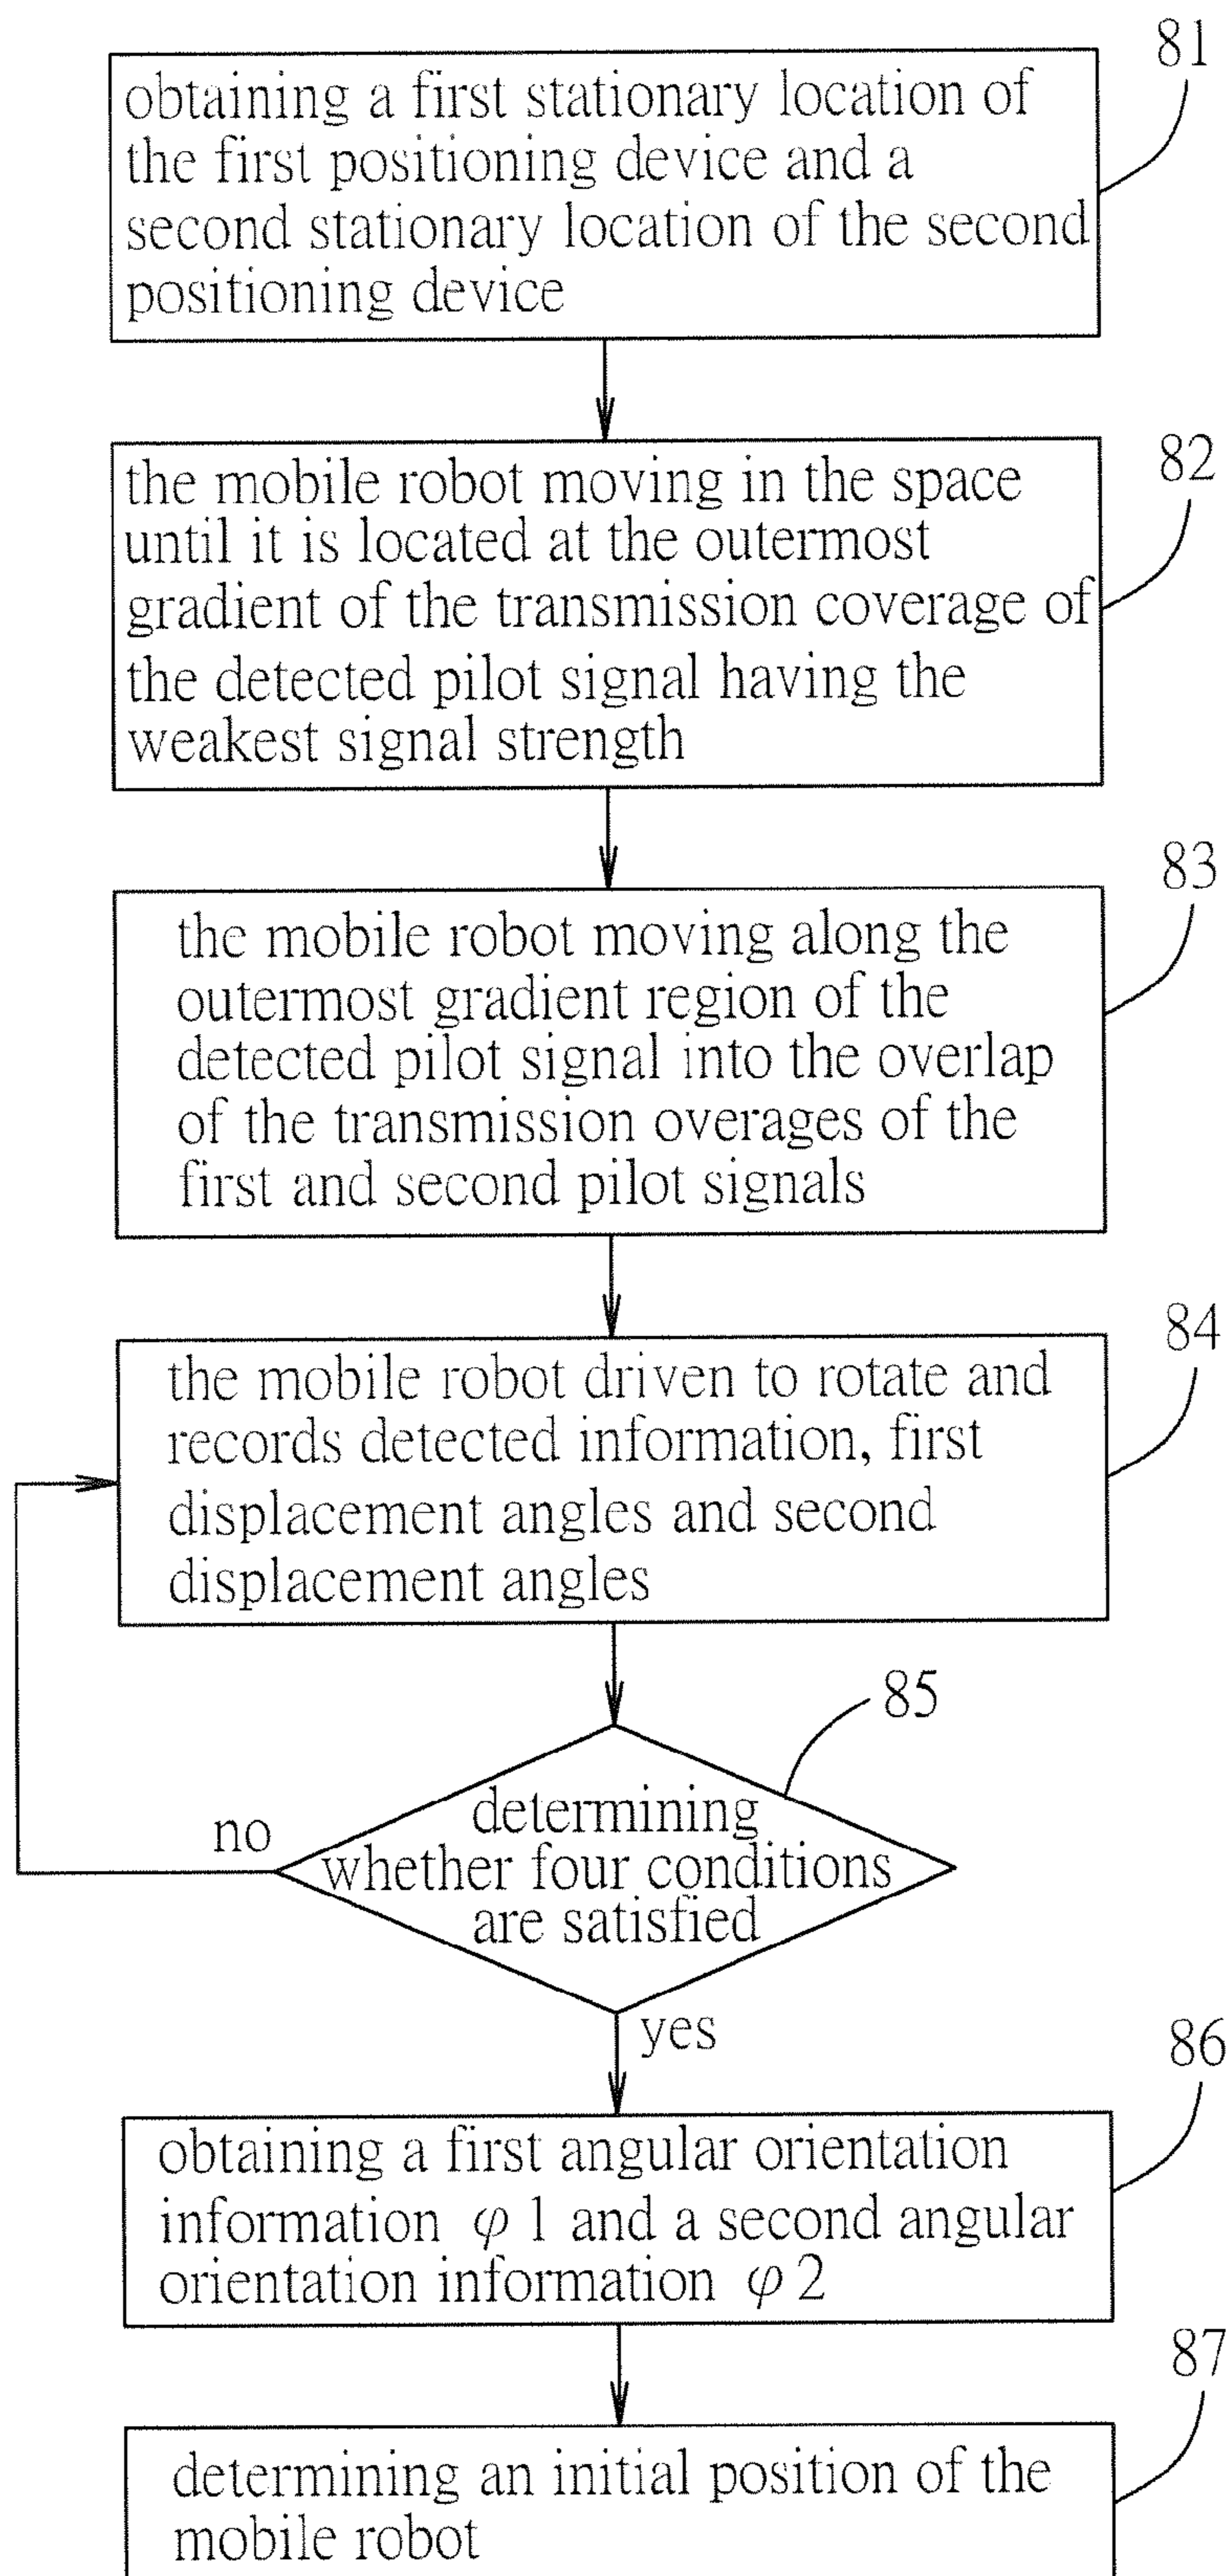 81
obtaining a first stationary location of
the first positioning device and a
second stationary location of the second
positioning device
82
the mobile robot moving in the space
until it is located at the outermost
gradient of the transmission coverage of
the detected pilot signal having the
weakest signal strength
83
the mobile robot moving along the
outermost gradient region of the
detected pilot signal into the overlap
of the transmission overages of the
first and second pilot signals
84
the mobile robot driven to rotate and
records detected information, first
displacement angles and second
displacement angles
85
determining
whether four conditions
are satisfied
no
yes
86
obtaining a first angular orientation
information φ1 and a second angular
orientation information φ2
87
determining an initial position of the
mobile robot